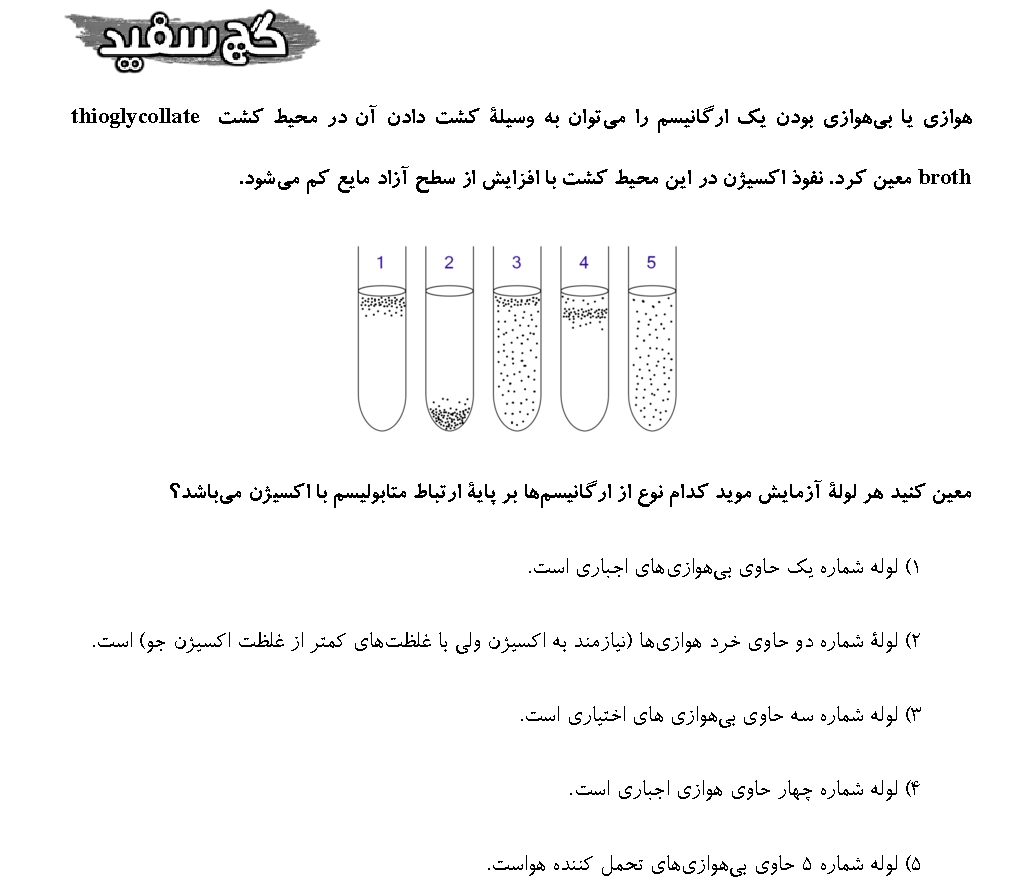 گچ سفید
هوازی یا بی‌هوازی بودن یک ارگانیسم را می‌توان به وسیلهٔ کشت دادن آن در محیط کشت thioglycollate
broth معین کرد. نفوذ اکسیژن در این محیط کشت با افزایش از سطح آزاد مایع کم می‌شود.
1 2 3 4 5
معین کنید هر لولهٔ آزمایش موید کدام نوع از ارگانیسم‌ها بر پایهٔ ارتباط متابولیسم با اکسیژن می‌باشد؟
۱) لوله شماره یک حاوی بی‌هوازی‌های اجباری است.
۲) لولهٔ شماره دو حاوی خرد هوازی‌ها (نیازمند به اکسیژن ولی با غلظت‌های کمتر از غلظت اکسیژن جو) است.
۳) لوله شماره سه حاوی بی‌هوازی های اختیاری است.
۴) لوله شماره چهار حاوی هوازی اجباری است.
۵) لوله شماره ۵ حاوی بی‌هوازی‌های تحمل کننده هواست.